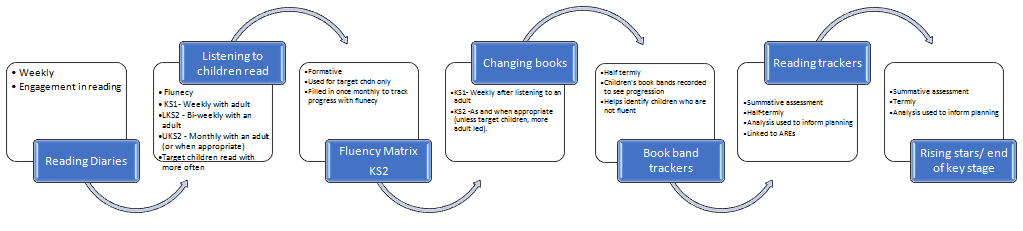 • Weekly
• Engagement in reading
Reading Diaries
Listening to
children read
• Flunecy
• KS1- Weekly with adult
• LKS2 - Bi-weekly with an
adult
• UKS2 - Monthly with an adult
(or when appropriate)
•Target children read with
more often
•Formative
•Used for target chdn only
•Filled in once monthly to track
progress with flunecy
Fluency Matrix
KS2
Changing books
•KS1- Weekly after listening to an
adult
•KS2 -As and when appropriate
(unless target children, more
adult led).
•Half termly
•Children's book bands recorded
to see progression
•Helps identify children who are
not fluent
Book band
trackers
Reading trackers
•Summative assessment
•Half-termly
•Analysis used to inform planning
•Linked to AREs
•Summative assessment
•Termly
•Analysis used to inform planning
Rising stars/ end
of key stage